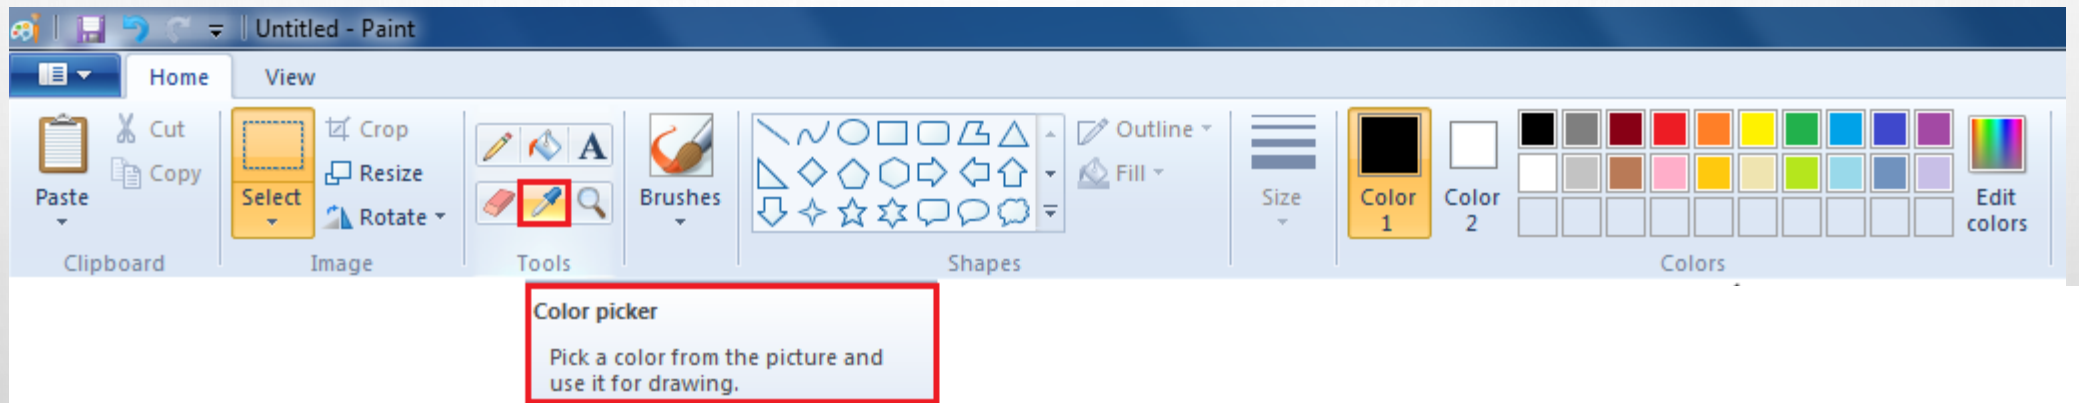 Untitled - Paint
Home View
Cut Crop A Outline
Copy Resize Fill
Paste Select Rotate Brushes Size Color 1 Color 2 Edit colors
Clipboard Image Tools Shapes Colors
Color picker
Pick a color from the picture and
use it for drawing.